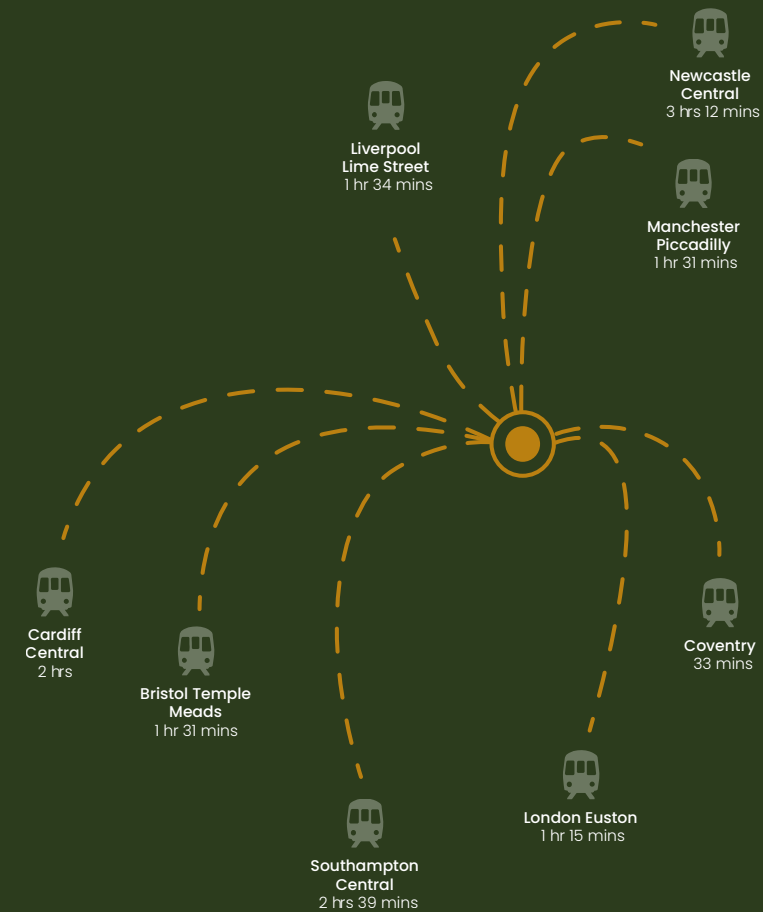 Newcastle
Central
3 hrs 12 mins
Liverpool
Lime Street
1 hr 34 mins
Manchester
Piccadilly
1 hr 31 mins
Cardiff
Central
2 hrs
Bristol Temple
Meads
1 hr 31 mins
Coventry
33 mins
London Euston
1 hr 15 mins
Southampton
Central
2 hrs 39 mins